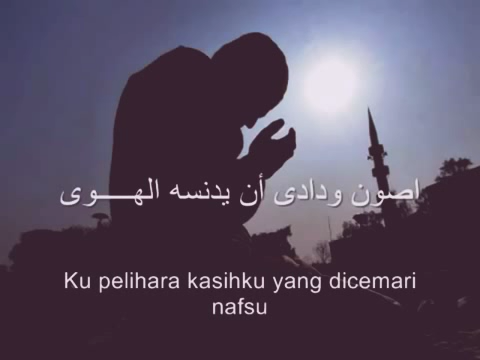 اصون ودادى أن يدنسه الهـــوى
Ku pelihara kasihku yang dicemari
nafsu